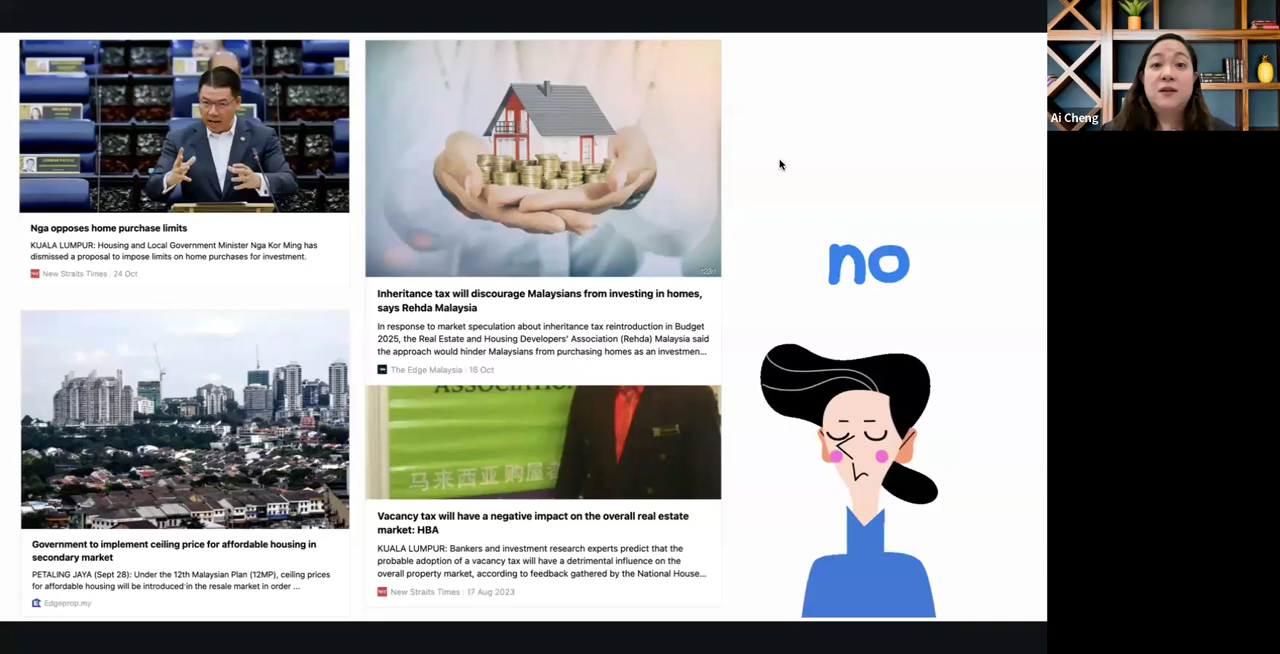 Nga opposes home purchase limits
KUALA LUMPUR: Housing and Local Government Minister Nga Kor Ming has
dismissed a proposal to impose limits on home purchases for investment.
New Straits Times | 24 Oct
Government to implement ceiling price for affordable housing in
secondary market
PETALING JAYA (Sept 28): Under the 12th Malaysian Plan (12MP), ceiling prices
for affordable housing will be introduced in the resale market in order ...
Edgeprop.my
123rf
Inheritance tax will discourage Malaysians from investing in homes,
says Rehda Malaysia
In response to market speculation about inheritance tax reintroduction in Budget
2025, the Real Estate and Housing Developers' Association (Rehda) Malaysia said
the approach would hinder Malaysians from purchasing homes as an investmen...
The Edge Malaysia | 16 Oct
马来西亚购屋
Vacancy tax will have a negative impact on the overall real estate
market: HBA
KUALA LUMPUR: Bankers and investment research experts predict that the
probable adoption of a vacancy tax will have a detrimental influence on the
overall property market, according to feedback gathered by the National House...
New Straits Times | 17 Aug 2023
no
Ai Cheng